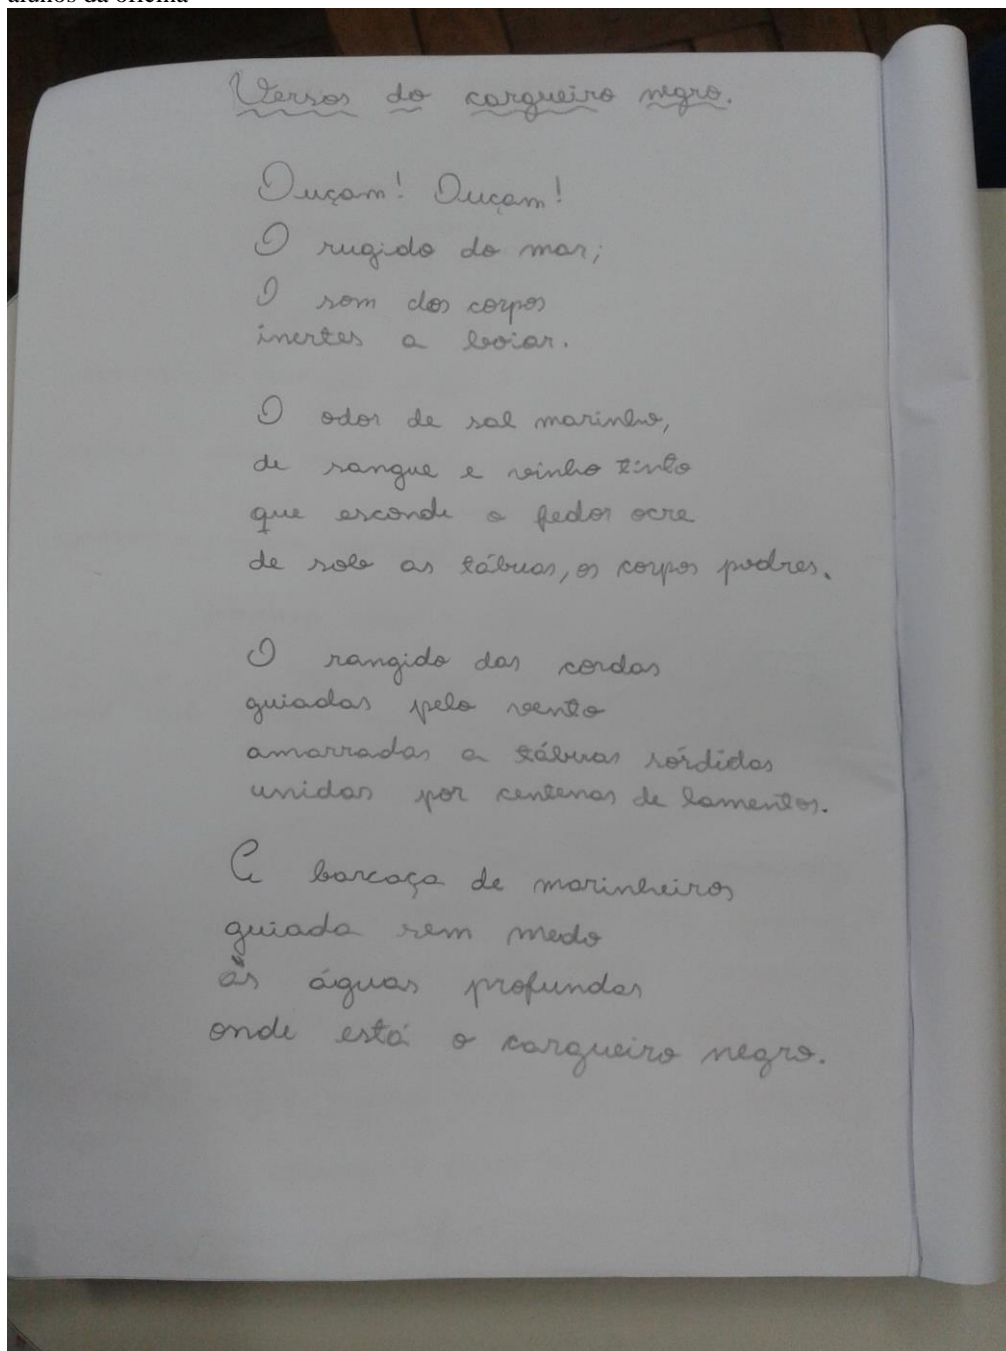 alunos da oficina
Versos do cargueiro negro.
Ouçam! Ouçam!
O rugido do mar;
O som dos corpos
inertes a boiar.
O odor de sal marinho,
de sangue e vinho tinto
que esconde o fedor ocre
de sob as tábuas, os corpos podres.
O rangido das cordas
guiadas pelo vento
amarradas a tábuas sórdidas
unidas por centenas de lamentos.
A barcaça de marinheiros
guiada sem medo
às águas profundas
onde está o cargueiro negro.